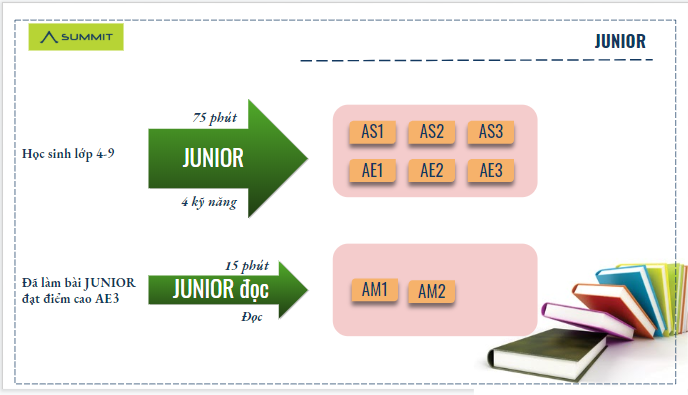 SUMMIT
JUNIOR
75 phút
Học sinh lớp 4-9
JUNIOR
4 kỹ năng
AS1 AS2 AS3
AE1 AE2 AE3
15 phút
Đã làm bài JUNIOR
đạt điểm cao AE3
JUNIOR đọc
Đọc
AM1 AM2